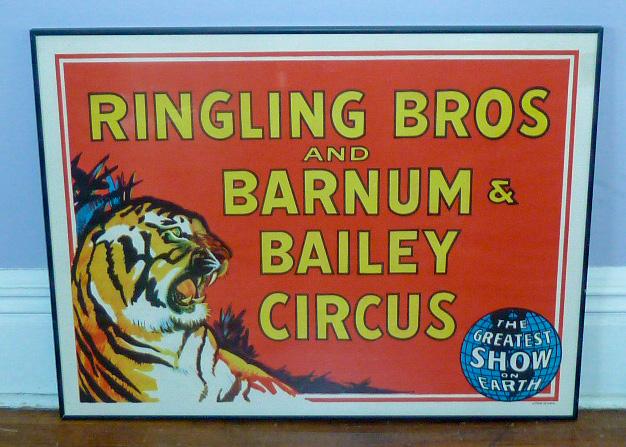 RINGLING BROS
AND
BARNUM &
BAILEY
CIRCUS
THE
GREATEST
SHOW
ON
EARTH